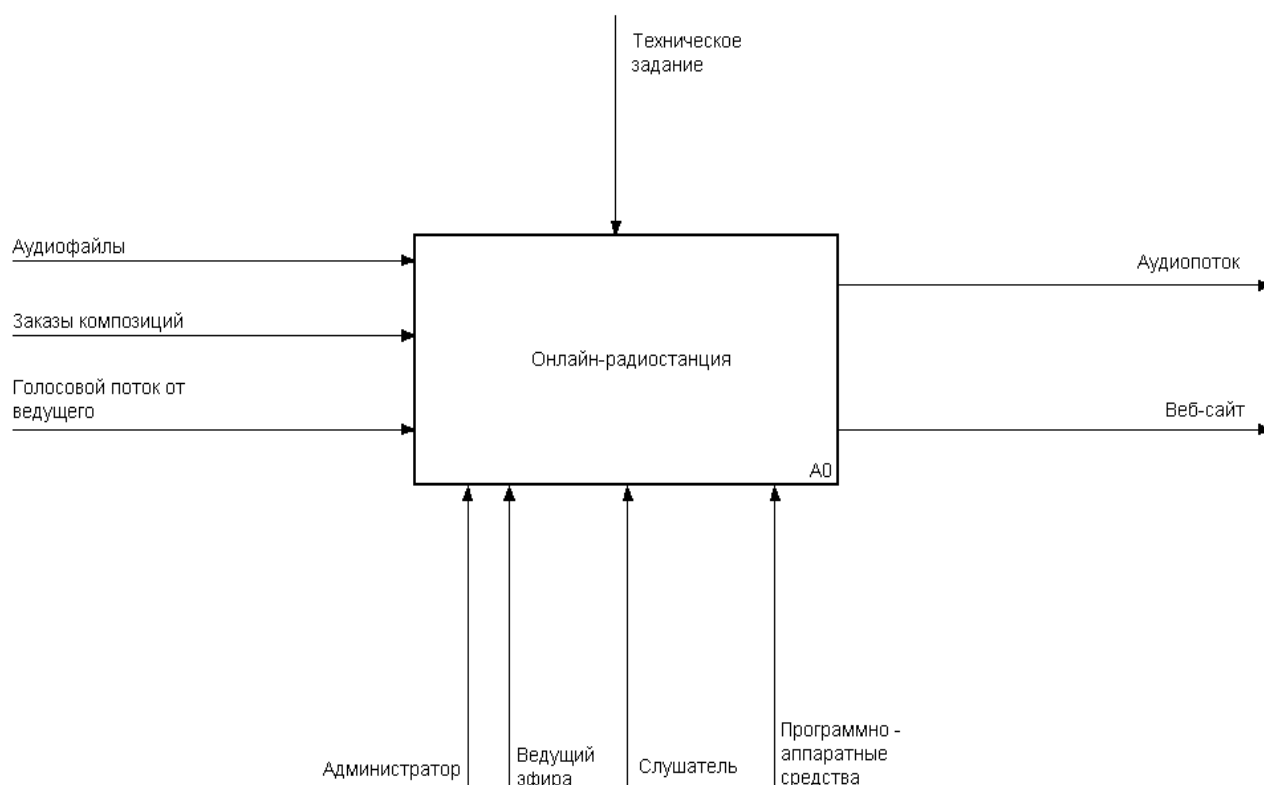 Техническое
задание
Аудиофайлы
Аудиопоток
Заказы композиций
Онлайн-радиостанция
Голосовой поток от
ведущего
Веб-сайт
A0
Администратор
Ведущий
эфира
Слушатель
Программно -
аппаратные
средства